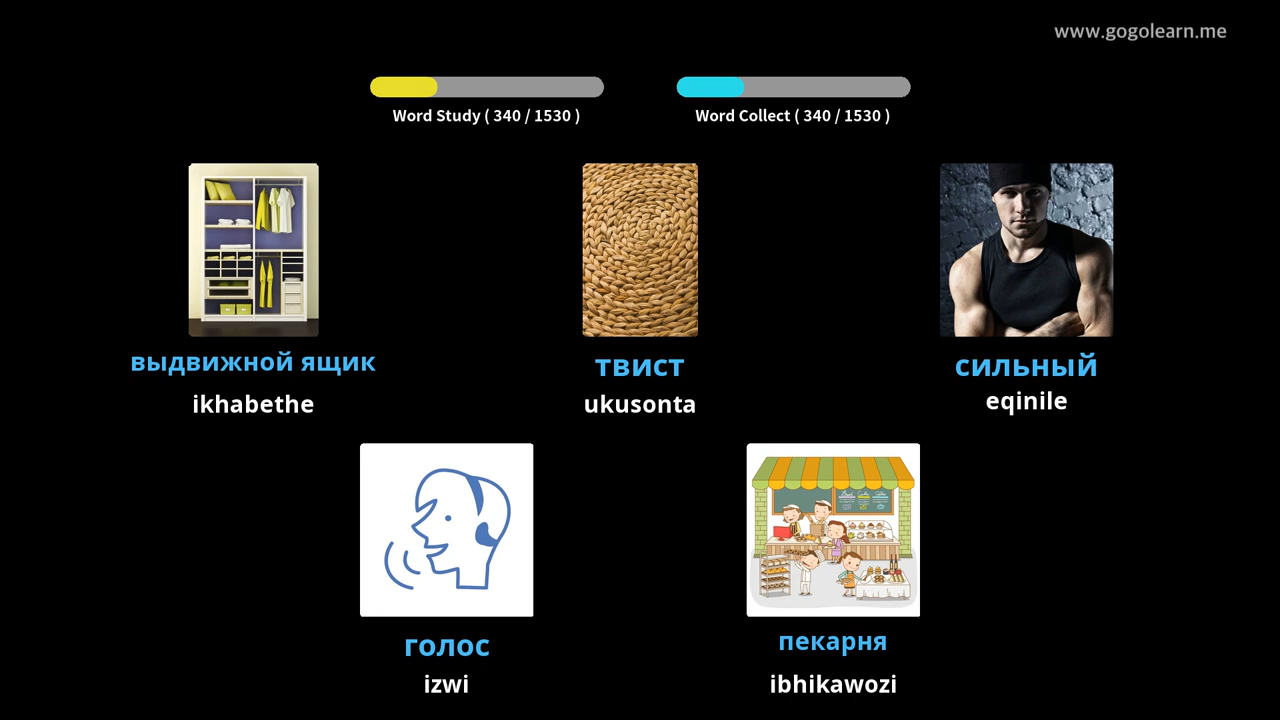 www.gogolearn.me
Word Study ( 340 / 1530 )
Word Collect ( 340 / 1530 )
выдвижной ящик
ikhabethe
твист
ukusonta
сильный
eqinile
голос
izwi
пекарня
ibhikawozi